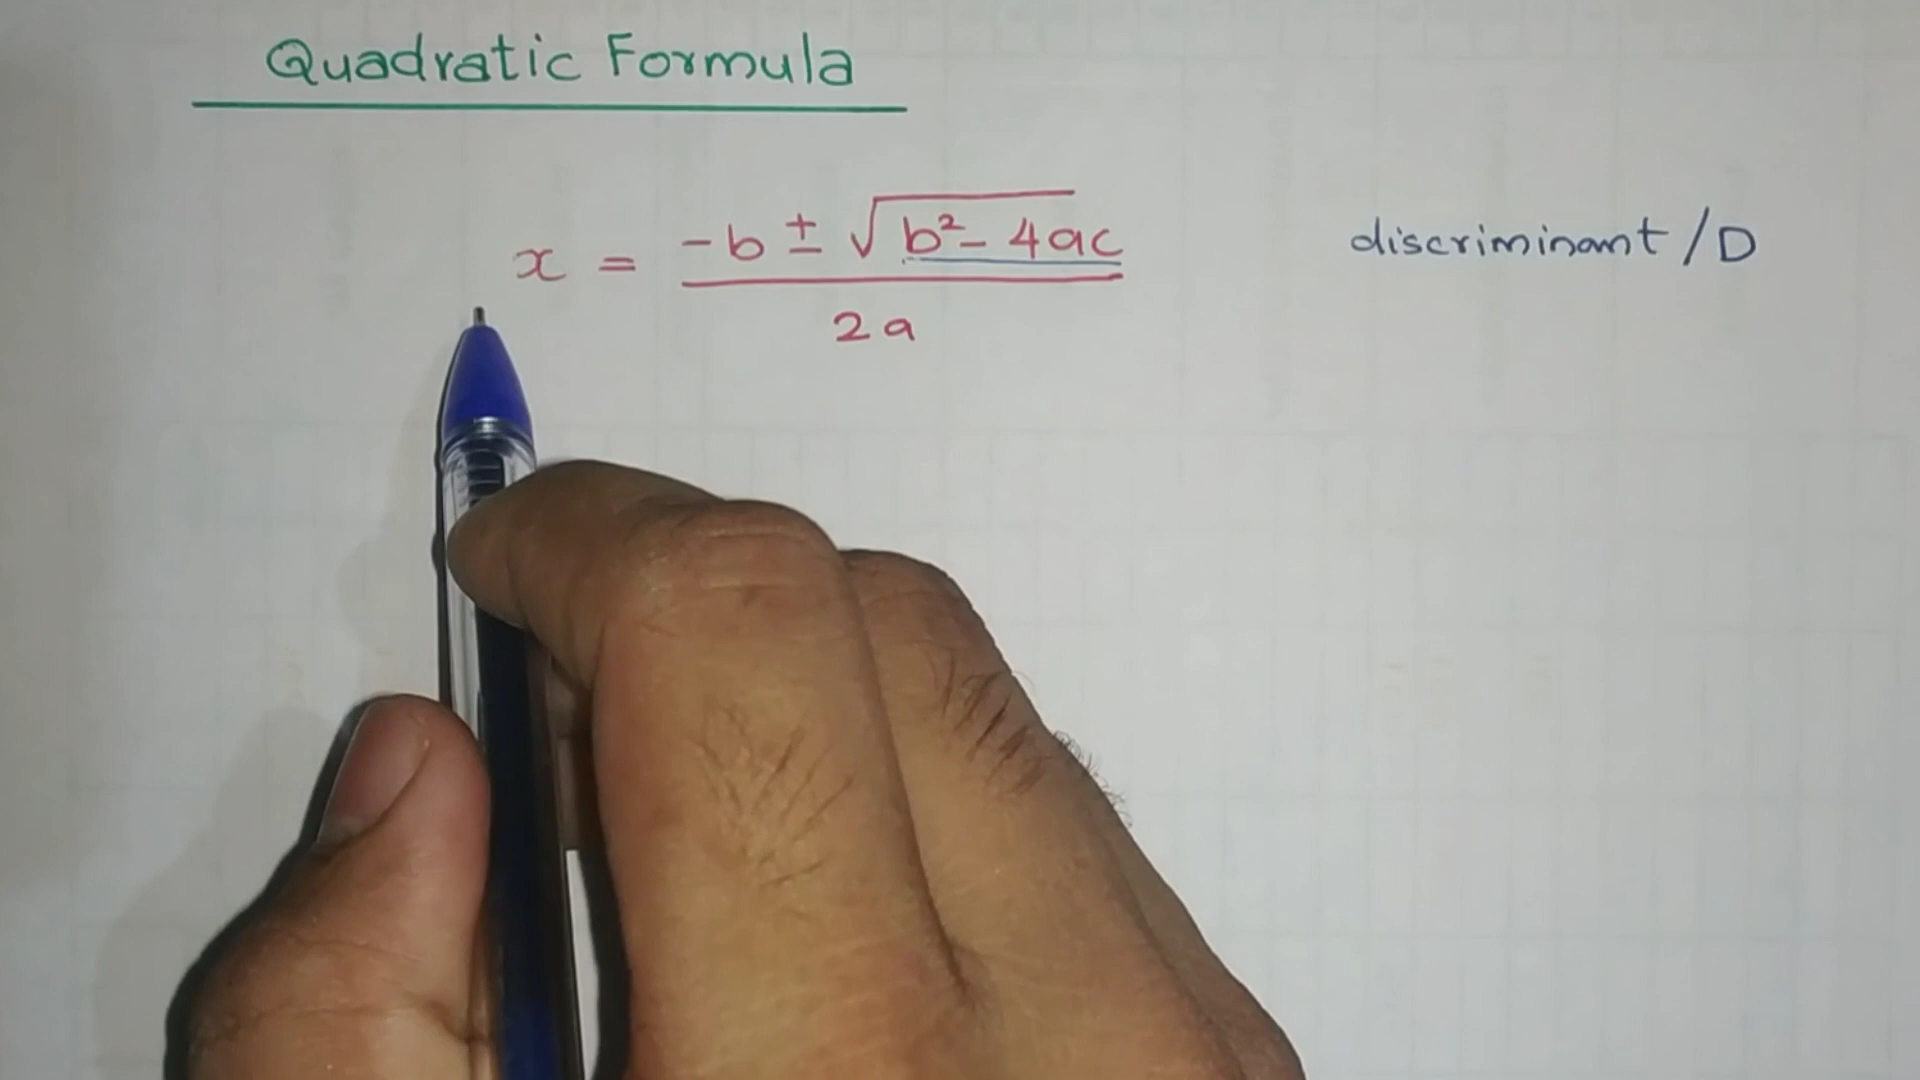 Quadratic Formula
x = -b ± √b² - 4ac
2a
discriminant / D